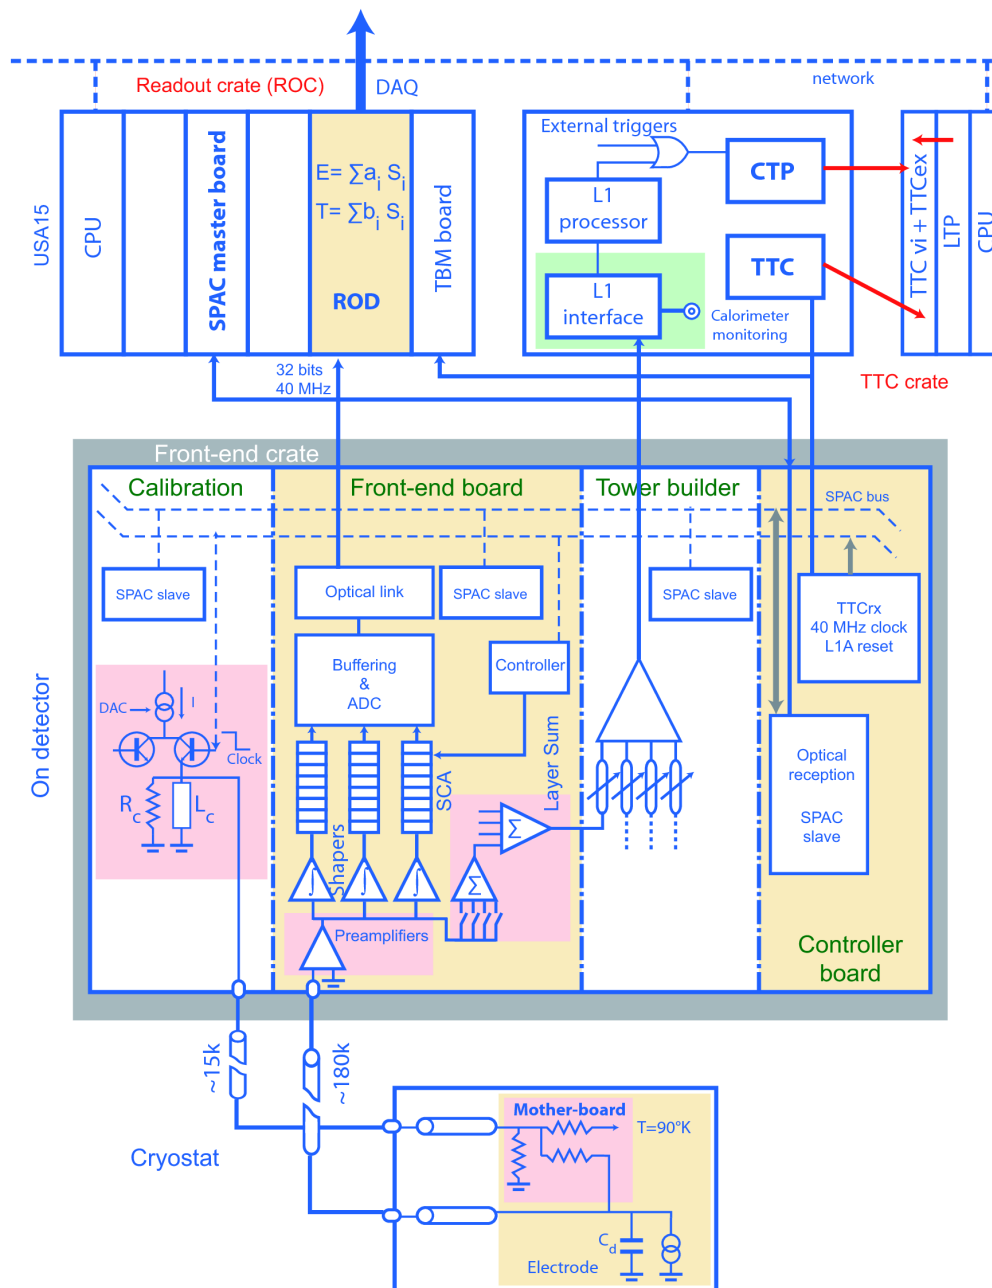 Readout crate (ROC)
DAQ
network
USA15
CPU
SPAC master board
E= ∑a_i S_i
T= ∑b_i S_i
ROD
TBM board
External triggers
L1
processor
CTP
TTC
L1
interface
Calorimeter
monitoring
TTC vi + TTCex
LTP
CPU
TTC crate
32 bits
40 MHz
Front-end crate
Calibration
Front-end board
Tower builder
SPAC bus
SPAC slave
Optical link
SPAC slave
SPAC slave
TTCrx
40 MHz clock
L1A reset
Buffering
&
ADC
Controller
On detector
DAC
I
Clock
R_c
L_c
SCA
Layer Sum
Shapers
∫
∫
∫
Σ
Σ
Preamplifiers
Optical
reception
SPAC
slave
Controller
board
~15k
~180k
Cryostat
Mother-board
T=90°K
C_d
Electrode